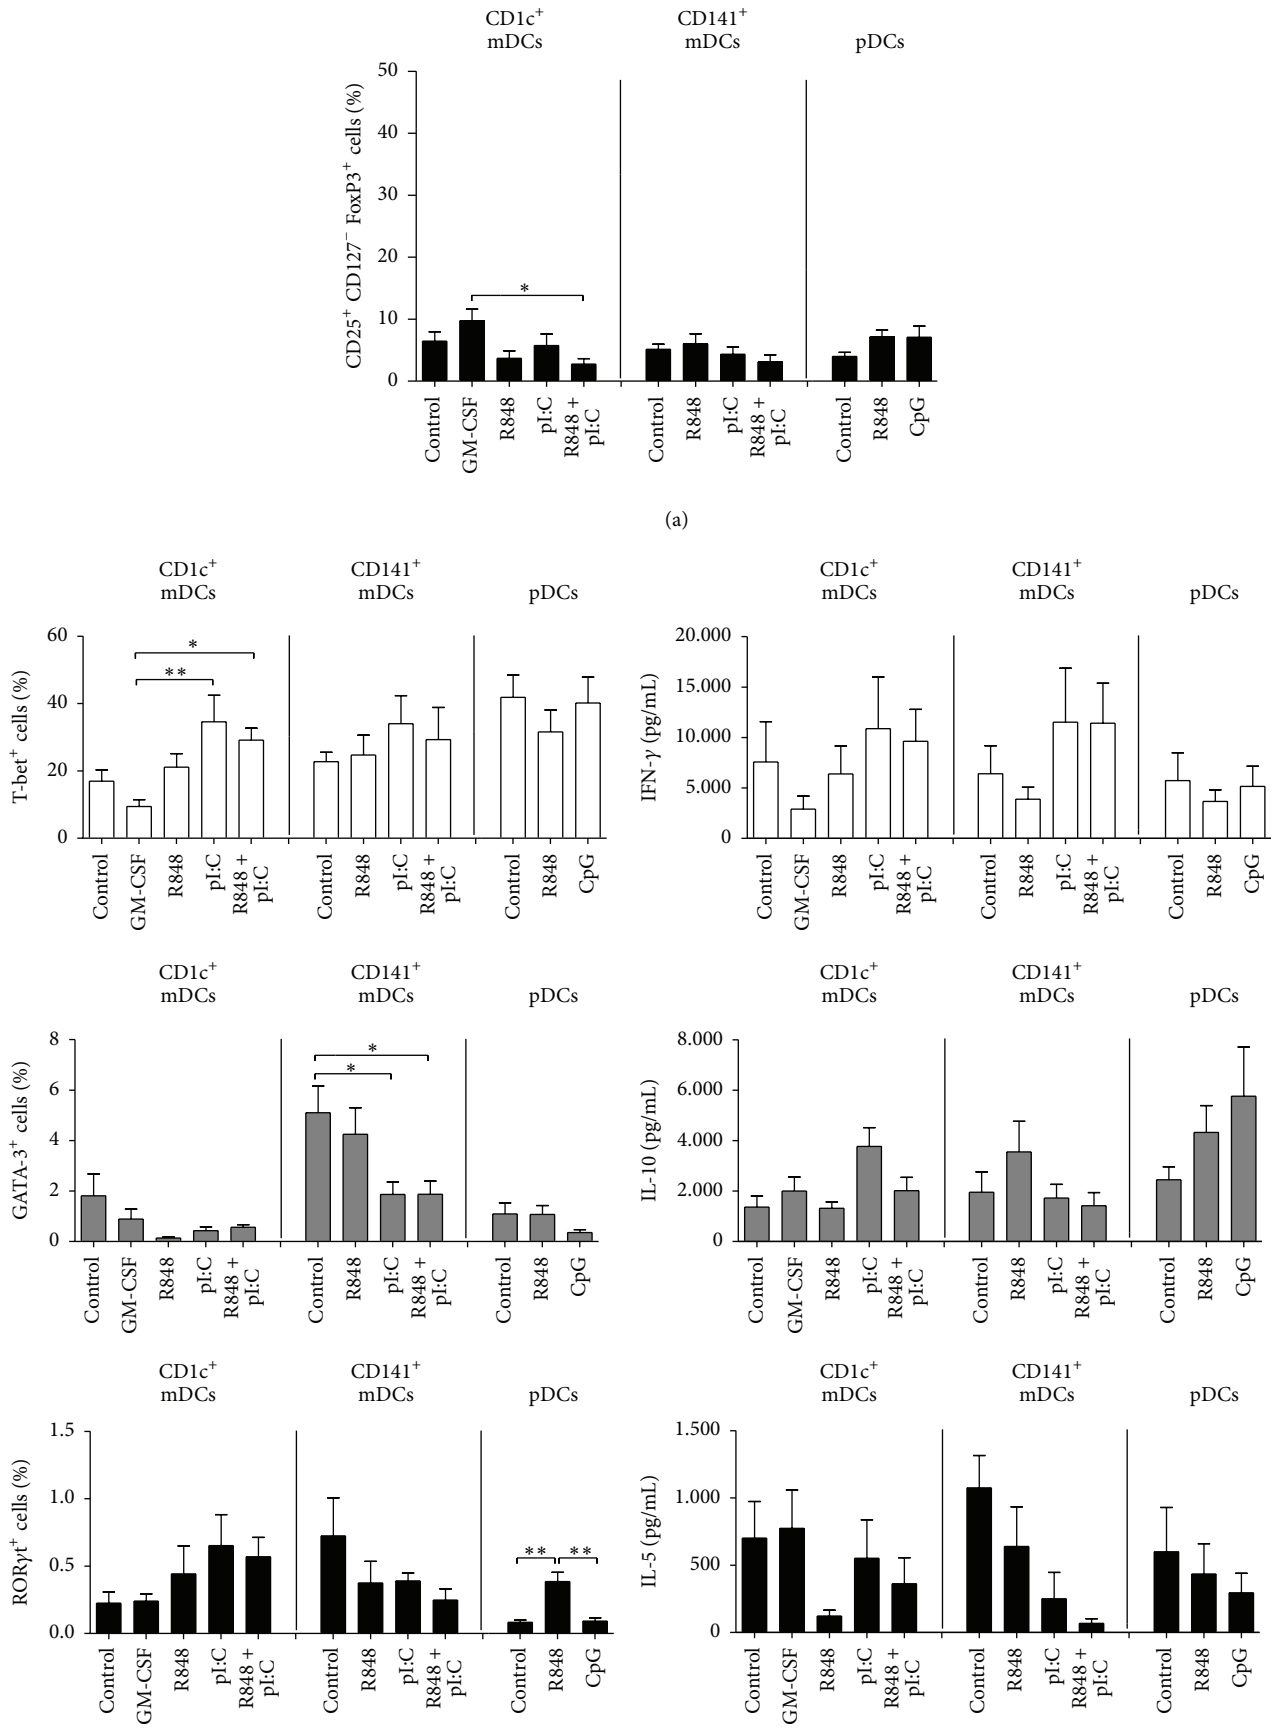 CD1c+
mDCs
CD141+
mDCs
pDCs
CD25+ CD127− FoxP3+ cells (%)
50
40
30
20
10
0
*
Control
GM-CSF
R848
pI:C
R848 +
pI:C
Control
R848
pI:C
R848 +
pI:C
Control
R848
CpG
(a)
CD1c+
mDCs
CD141+
mDCs
pDCs
T-bet+ cells (%)
60
40
20
0
*
**
Control
GM-CSF
R848
pI:C
R848 +
pI:C
Control
R848
pI:C
R848 +
pI:C
Control
R848
CpG
CD1c+
mDCs
CD141+
mDCs
pDCs
IFN-γ (pg/mL)
20.000
15.000
10.000
5.000
0
Control
GM-CSF
R848
pI:C
R848 +
pI:C
Control
R848
pI:C
R848 +
pI:C
Control
R848
CpG
CD1c+
mDCs
CD141+
mDCs
pDCs
GATA-3+ cells (%)
8
6
4
2
0
*
*
Control
GM-CSF
R848
pI:C
R848 +
pI:C
Control
R848
pI:C
R848 +
pI:C
Control
R848
CpG
CD1c+
mDCs
CD141+
mDCs
pDCs
IL-10 (pg/mL)
8.000
6.000
4.000
2.000
0
Control
GM-CSF
R848
pI:C
R848 +
pI:C
Control
R848
pI:C
R848 +
pI:C
Control
R848
CpG
CD1c+
mDCs
CD141+
mDCs
pDCs
RORγt+ cells (%)
1.5
1.0
0.5
0.0
**
**
Control
GM-CSF
R848
pI:C
R848 +
pI:C
Control
R848
pI:C
R848 +
pI:C
Control
R848
CpG
CD1c+
mDCs
CD141+
mDCs
pDCs
IL-5 (pg/mL)
1.500
1.000
500
0
Control
GM-CSF
R848
pI:C
R848 +
pI:C
Control
R848
pI:C
R848 +
pI:C
Control
R848
CpG